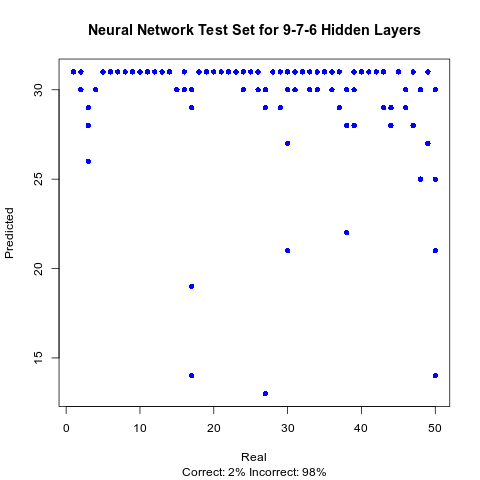 Neural Network Test Set for 9-7-6 Hidden Layers
Predicted
30
25
20
15
0 10 20 30 40 50
Real
Correct: 2% Incorrect: 98%